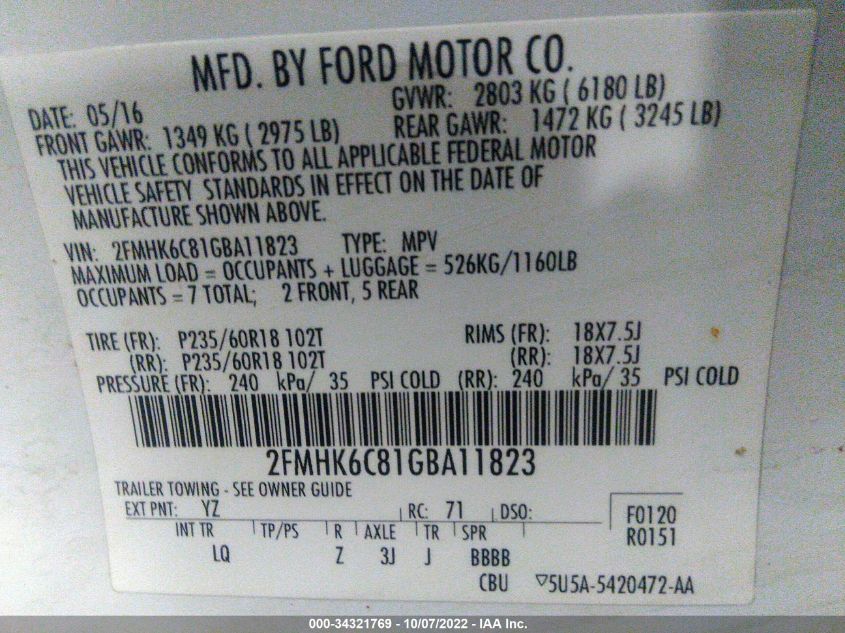 MFD. BY FORD MOTOR CO.
DATE: 05/16 GVWR: 2803 KG ( 6180 LB)
FRONT GAWR: 1349 KG ( 2975 LB) REAR GAWR: 1472 KG ( 3245 LB)
THIS VEHICLE CONFORMS TO ALL APPLICABLE FEDERAL MOTOR
VEHICLE SAFETY STANDARDS IN EFFECT ON THE DATE OF
MANUFACTURE SHOWN ABOVE.
VIN: 2FMHK6C81GBA11823 TYPE: MPV
MAXIMUM LOAD = OCCUPANTS + LUGGAGE = 526KG/1160LB
OCCUPANTS = 7 TOTAL; 2 FRONT, 5 REAR
TIRE (FR): P235/60R18 102T RIMS (FR): 18X7.5J
(RR): P235/60R18 102T (RR): 18X7.5J
PRESSURE (FR): 240 kPa/ 35 PSI COLD (RR): 240 kPa/ 35 PSI COLD
2FMHK6C81GBA11823
TRAILER TOWING - SEE OWNER GUIDE
EXT PNT: YZ RC: 71 DSO: F0120
INT TR TP/PS R AXLE TR SPR R0151
LQ Z 3J J BBBB
CBU ▽5U5A-5420472-AA
000-34321769 - 10/07/2022 - IAA Inc.